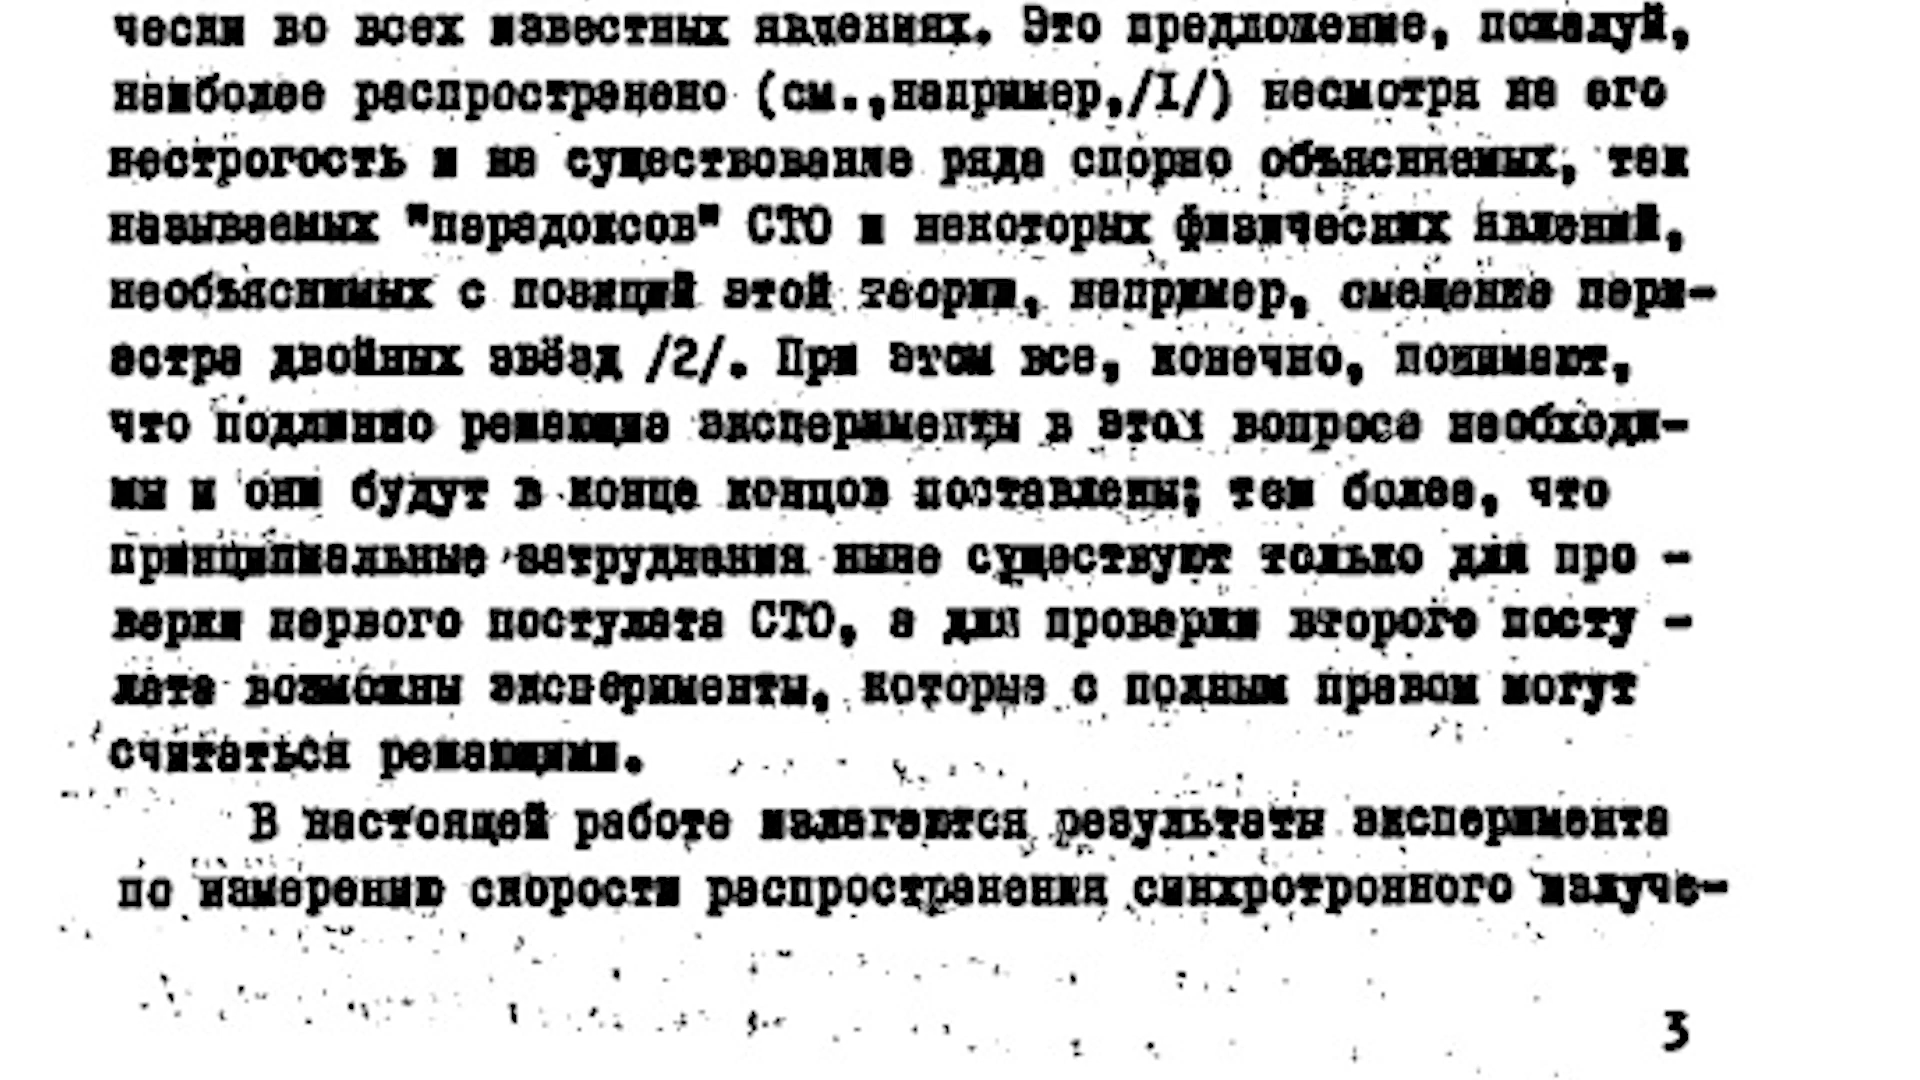 чески во всех известных явлениях. Это предложение, пожалуй,
наиболее распространено (см.,например,/I/) несмотря на его
нестрогость и на существование ряда спорно объясняемых, так
называемых "парадоксов" СТО и некоторых физических явлений,
необъяснимых с позиций этой теории, например, смещение пери-
астра двойных звёзд /2/. При этом все, конечно, понимают,
что подлинно решающие эксперименты в этом вопросе необходи-
мы и они будут в конце концов поставлены; тем более, что
принципиальные затруднения ныне существуют только для про -
верки первого постулата СТО, а для проверки второго посту -
лата возможны эксперименты, которые с полным правом могут
считаться решающими.
В настоящей работе излагаются результаты эксперимента
по измерению скорости распространения синхротронного излуче-
3